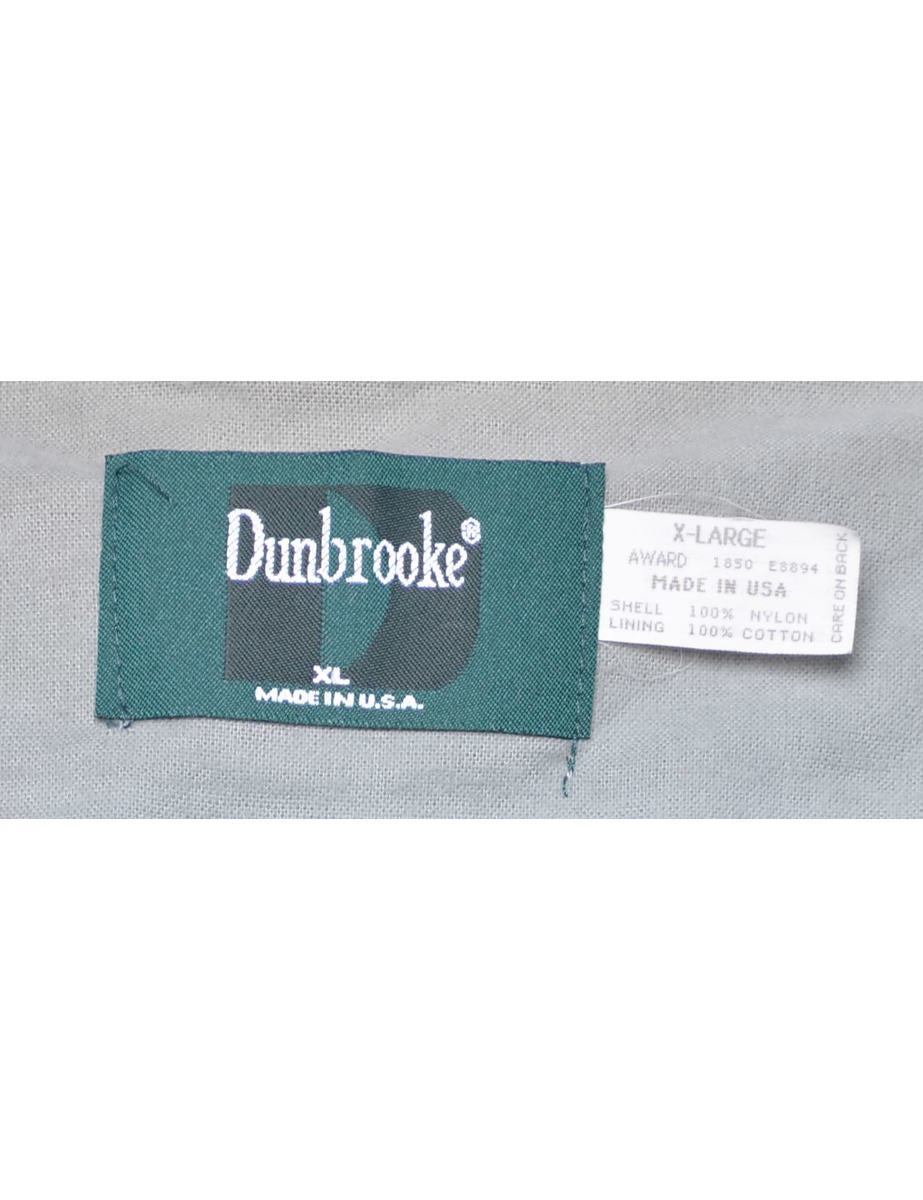 Dunbrooke®
XL
MADE IN U.S.A.
X-LARGE
AWARD 1850 E8894
MADE IN USA
SHELL 100% NYLON
LINING 100% COTTON
CARE ON BACK